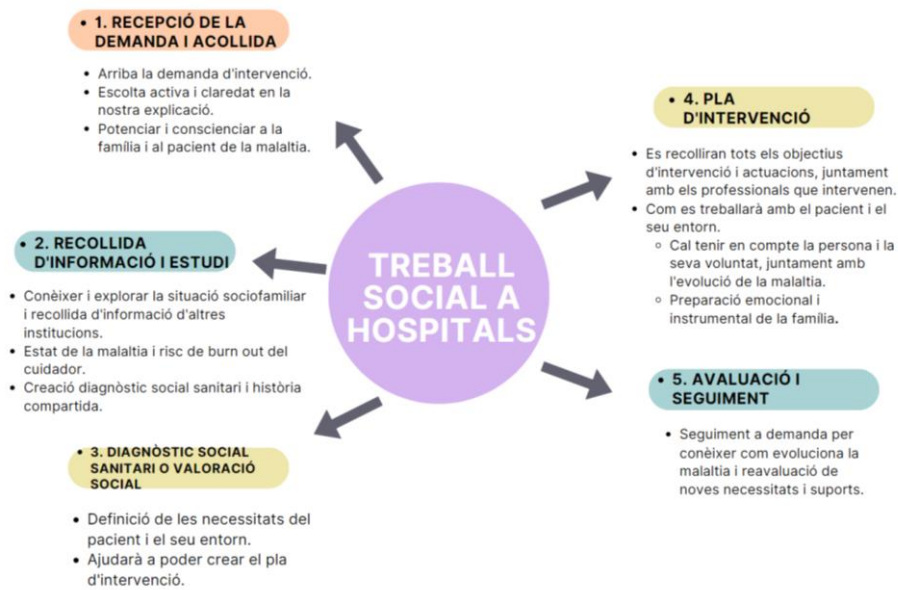 • 1. RECEPCIÓ DE LA
DEMANDA I ACOLLIDA
• Arriba la demanda d'intervenció.
• Escolta activa i claredat en la
nostra explicació.
• Potenciar i conscienciar a la
família i al pacient de la malaltia.
• 2. RECOLLIDA
D'INFORMACIÓ I ESTUDI
• Conèixer i explorar la situació sociofamiliar
i recollida d'informació d'altres
institucions.
• Estat de la malaltia i risc de burn out del
cuidador.
• Creació diagnòstic social sanitari i història
compartida.
• 3. DIAGNÒSTIC SOCIAL
SANITARI O VALORACIÓ
SOCIAL
• Definició de les necessitats del
pacient i el seu entorn.
• Ajudarà a poder crear el pla
d'intervenció.
TREBALL
SOCIAL A
HOSPITALS
• 4. PLA
D'INTERVENCIÓ
• Es recolliran tots els objectius
d'intervenció i actuacions, juntament
amb els professionals que intervenen.
• Com es treballarà amb el pacient i el
seu entorn.
○ Cal tenir en compte la persona i la
seva voluntat, juntament amb
l'evolució de la malaltia.
○ Preparació emocional i
instrumental de la família.
• 5. AVALUACIÓ I
SEGUIMENT
• Seguiment a demanda per
conèixer com evoluciona la
malaltia i reavaluació de
noves necessitats i suports.